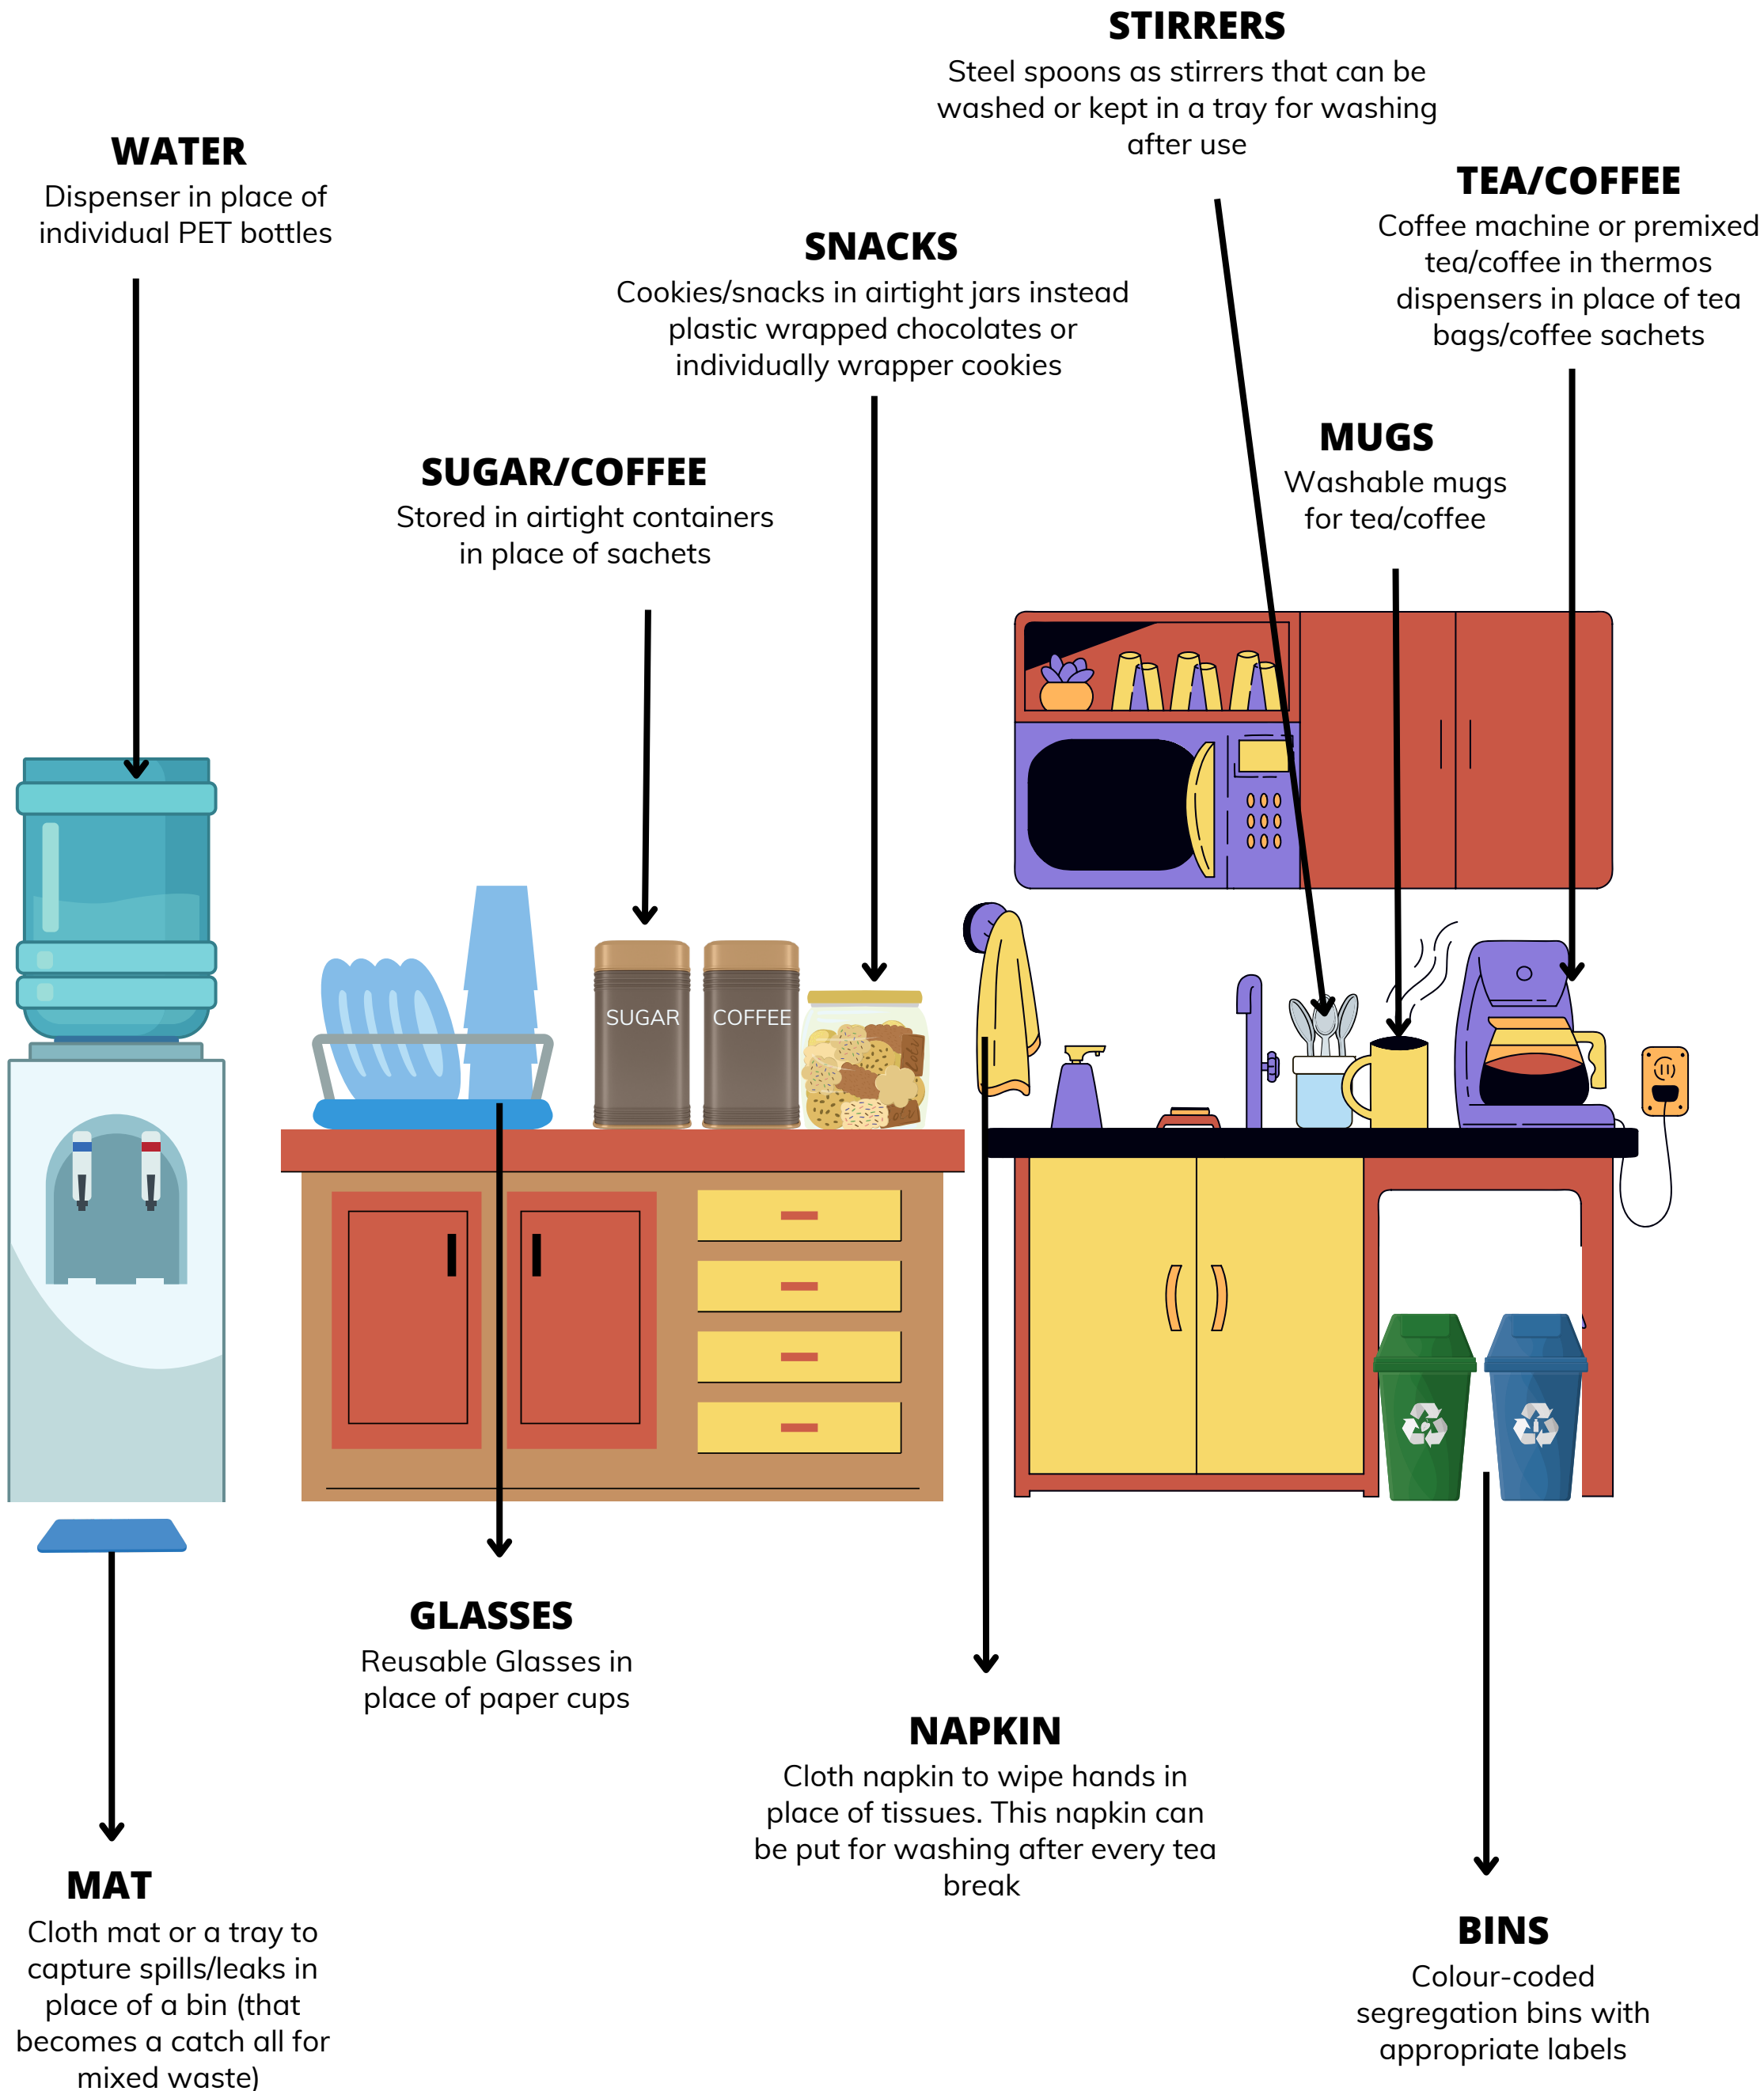 STIRRERS
Steel spoons as stirrers that can be
washed or kept in a tray for washing
after use
WATER
Dispenser in place of
individual PET bottles
TEA/COFFEE
Coffee machine or premixed
tea/coffee in thermos
dispensers in place of tea
bags/coffee sachets
SNACKS
Cookies/snacks in airtight jars instead
plastic wrapped chocolates or
individually wrapper cookies
MUGS
Washable mugs
for tea/coffee
SUGAR/COFFEE
Stored in airtight containers
in place of sachets
SUGAR
COFFEE
GLASSES
Reusable Glasses in
place of paper cups
NAPKIN
Cloth napkin to wipe hands in
place of tissues. This napkin can
be put for washing after every tea
break
MAT
Cloth mat or a tray to
capture spills/leaks in
place of a bin (that
becomes a catch all for
mixed waste)
BINS
Colour-coded
segregation bins with
appropriate labels